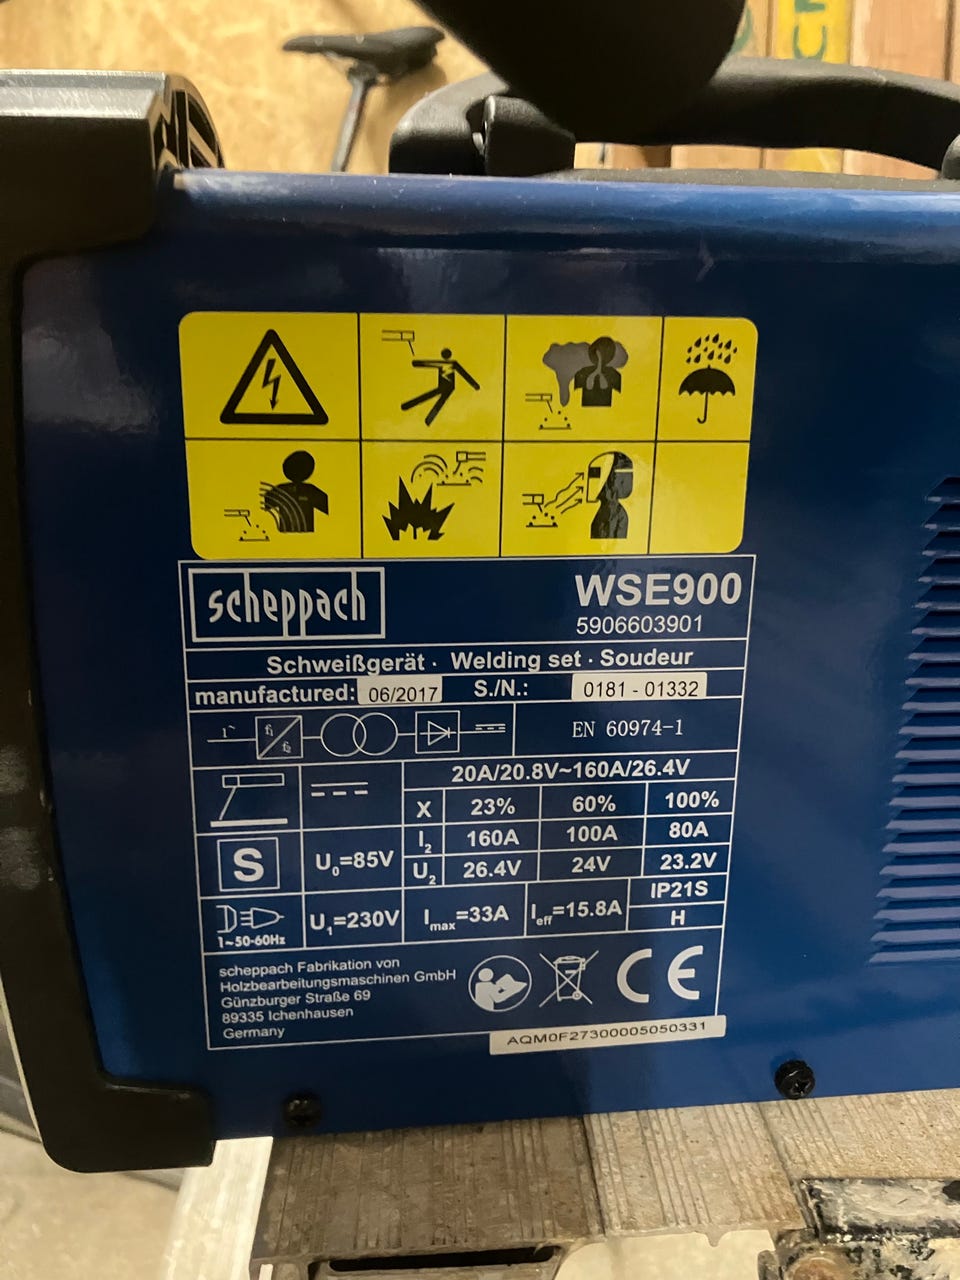 scheppach
WSE900
5906603901
Schweißgerät · Welding set · Soudeur
manufactured: 06/2017 S./N.: 0181 - 01332
1~ f1 f2 EN 60974-1
20A/20.8V~160A/26.4V
X 23% 60% 100%
I2 160A 100A 80A
S U0=85V U2 26.4V 24V 23.2V
1~50-60Hz U1=230V Imax=33A Ieff=15.8A IP21S
H
scheppach Fabrikation von
Holzbearbeitungsmaschinen GmbH
Günzburger Straße 69
89335 Ichenhausen
Germany
CE
AQM0F27300005050331